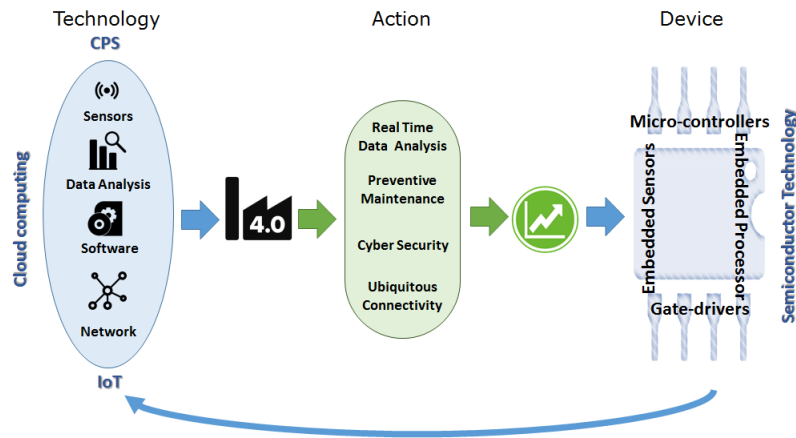 Technology
Action
Device
CPS
Sensors
Data Analysis
Software
Network
IoT
Cloud computing
4.0
Real Time
Data Analysis
Preventive
Maintenance
Cyber Security
Ubiquitous
Connectivity
Micro-controllers
Embedded Sensors
Embedded Processor
Gate-drivers
Semiconductor Technology